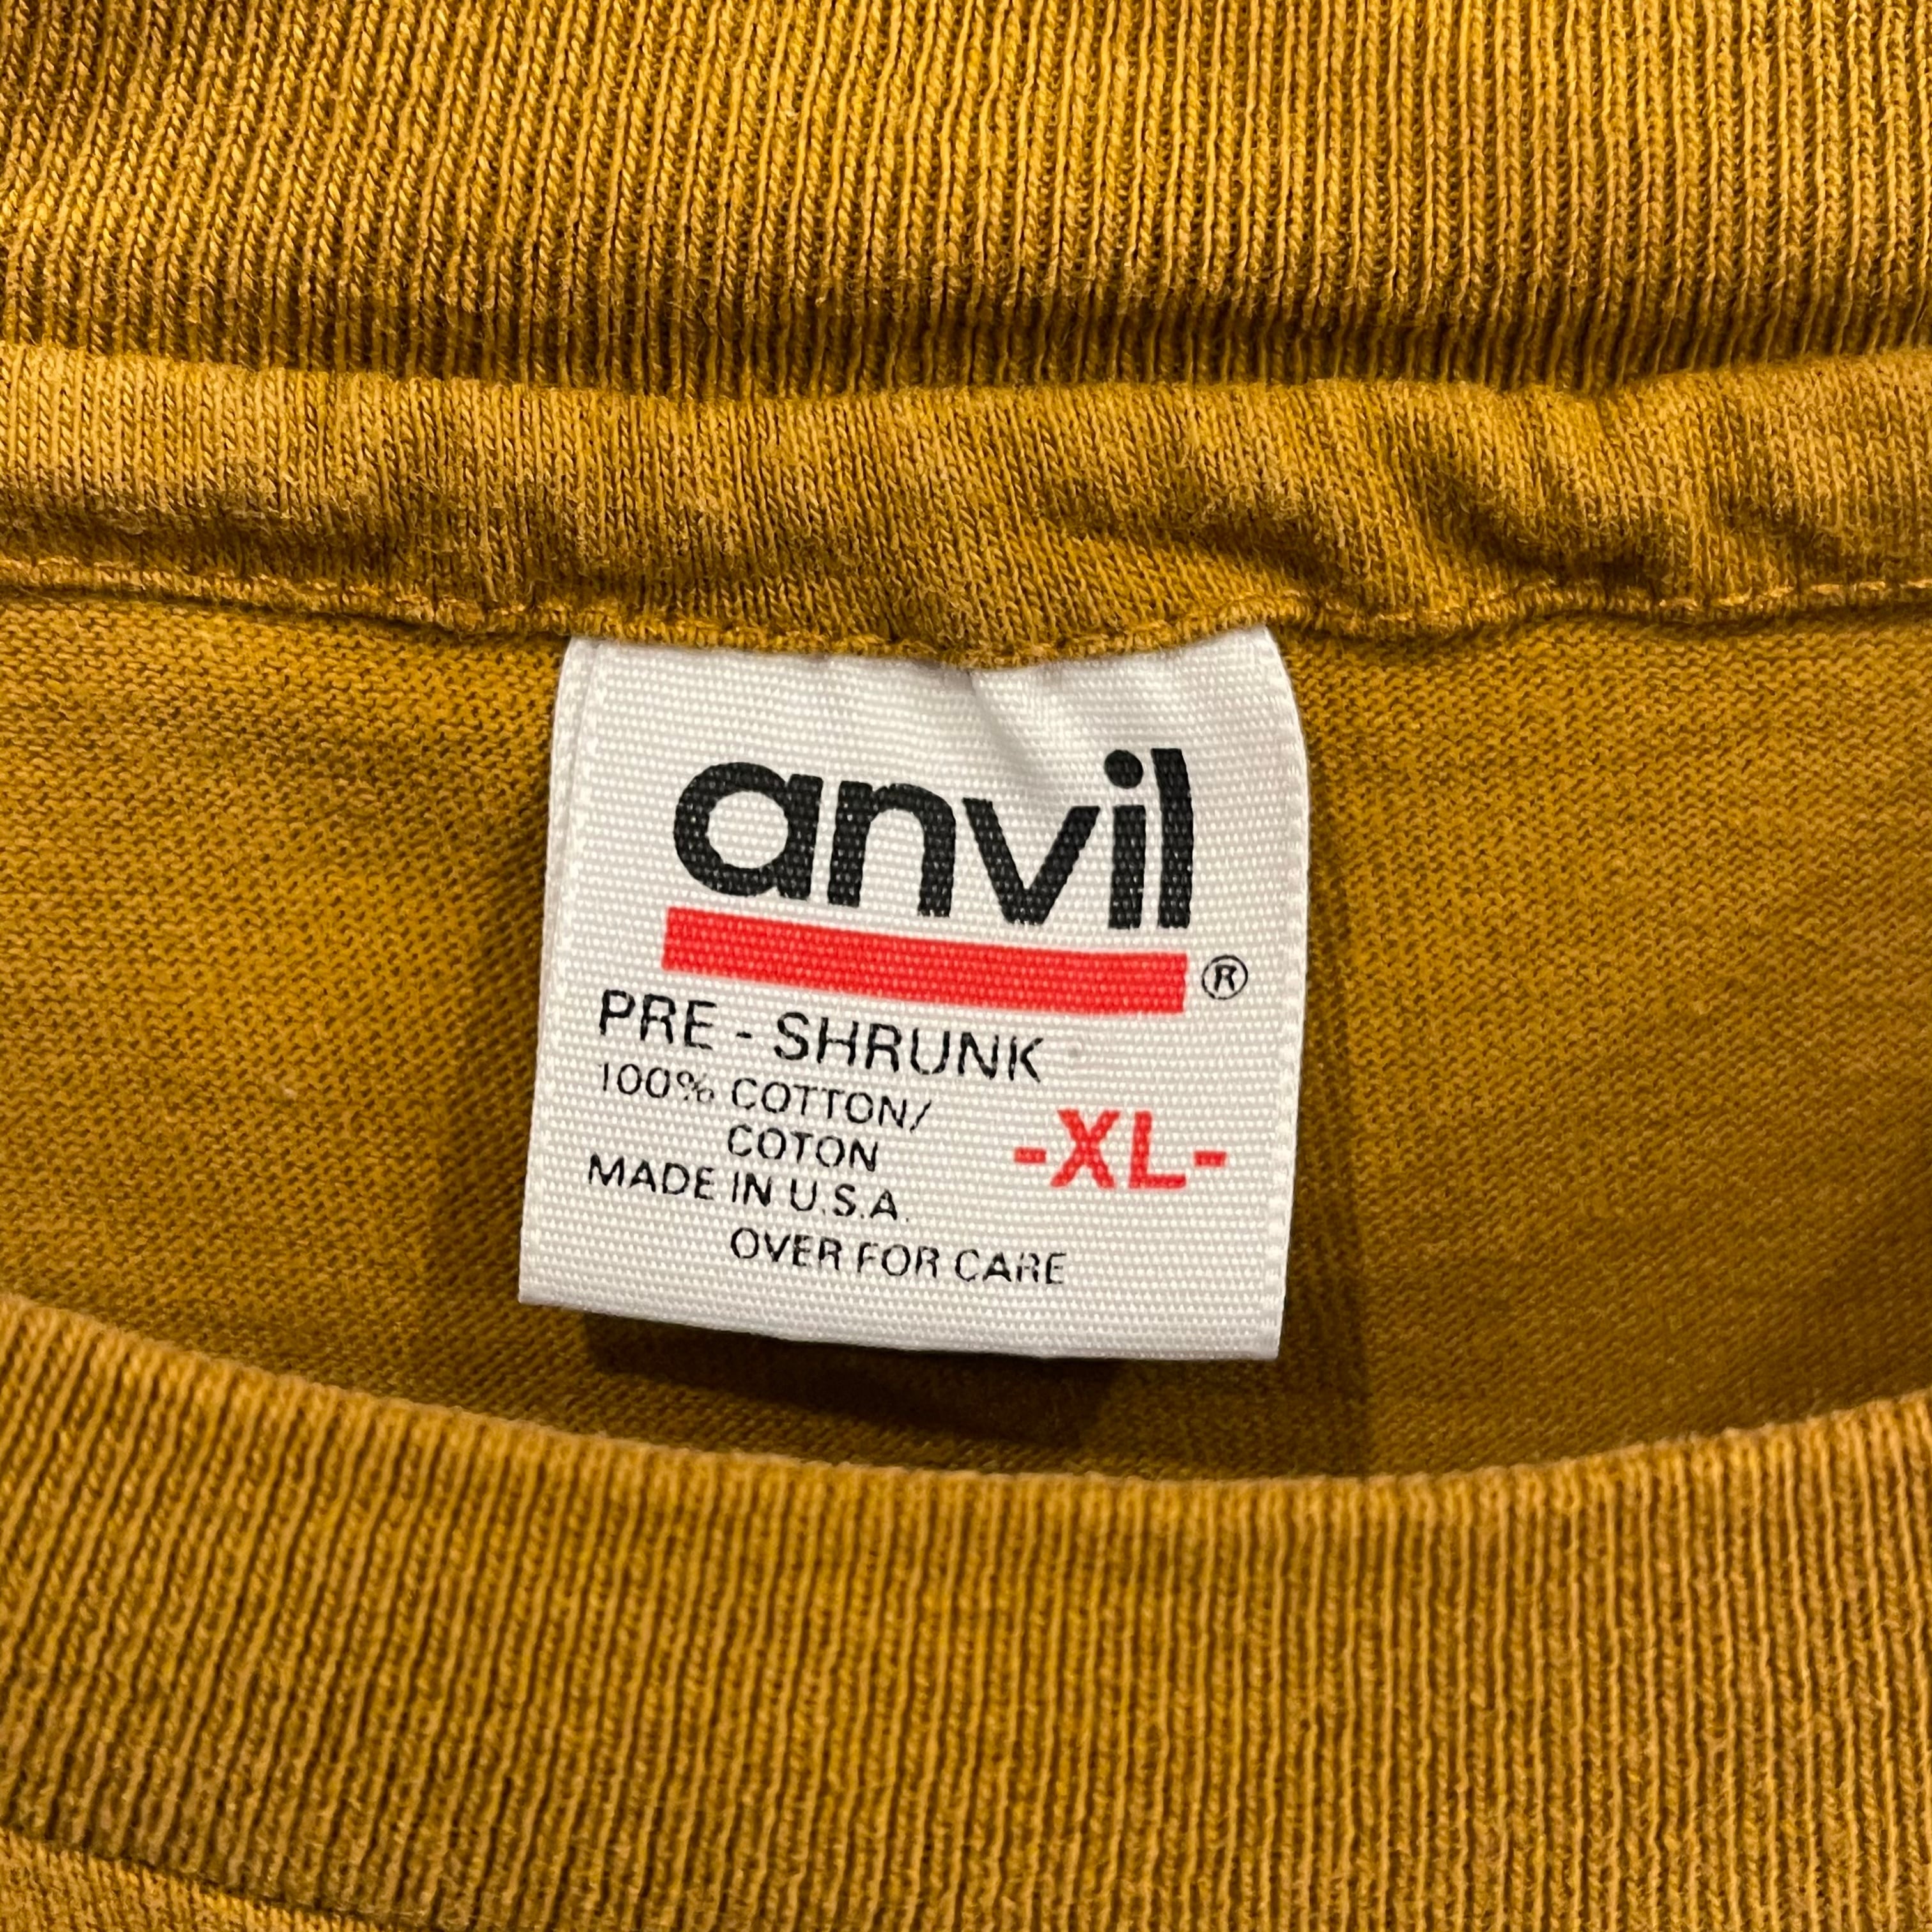 anvil®
PRE - SHRUNK
100% COTTON/
COTON
-XL-
MADE IN U.S.A.
OVER FOR CARE